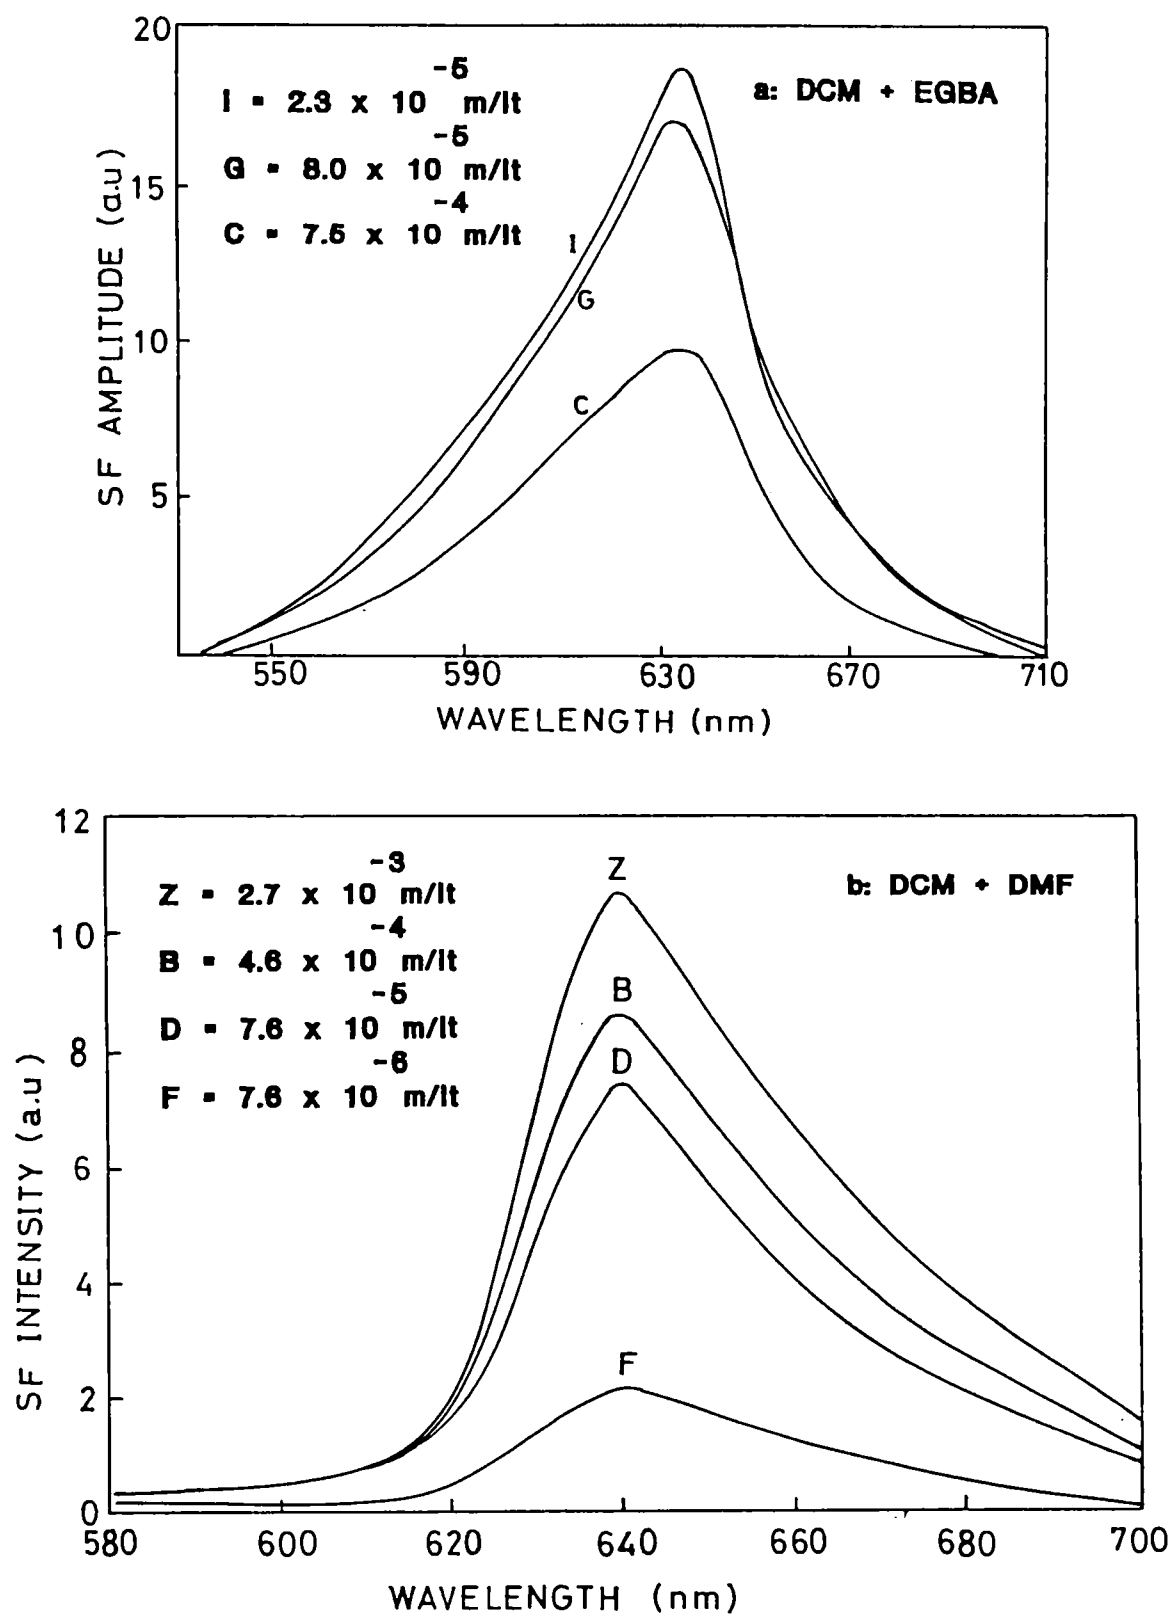 20
-5
I = 2.3 x 10 m/lt
a: DCM + EGBA
-5
G = 8.0 x 10 m/lt
15
-4
C = 7.5 x 10 m/lt
I
G
10
C
5
SF AMPLITUDE (a.u)
550 590 630 670 710
WAVELENGTH (nm)
12
-3
Z = 2.7 x 10 m/lt
Z
b: DCM + DMF
10
-4
B = 4.6 x 10 m/lt
B
-5
D = 7.6 x 10 m/lt
8
D
-6
F = 7.6 x 10 m/lt
6
4
F
2
0
SF INTENSITY (a.u)
580 600 620 640 660 680 700
WAVELENGTH (nm)